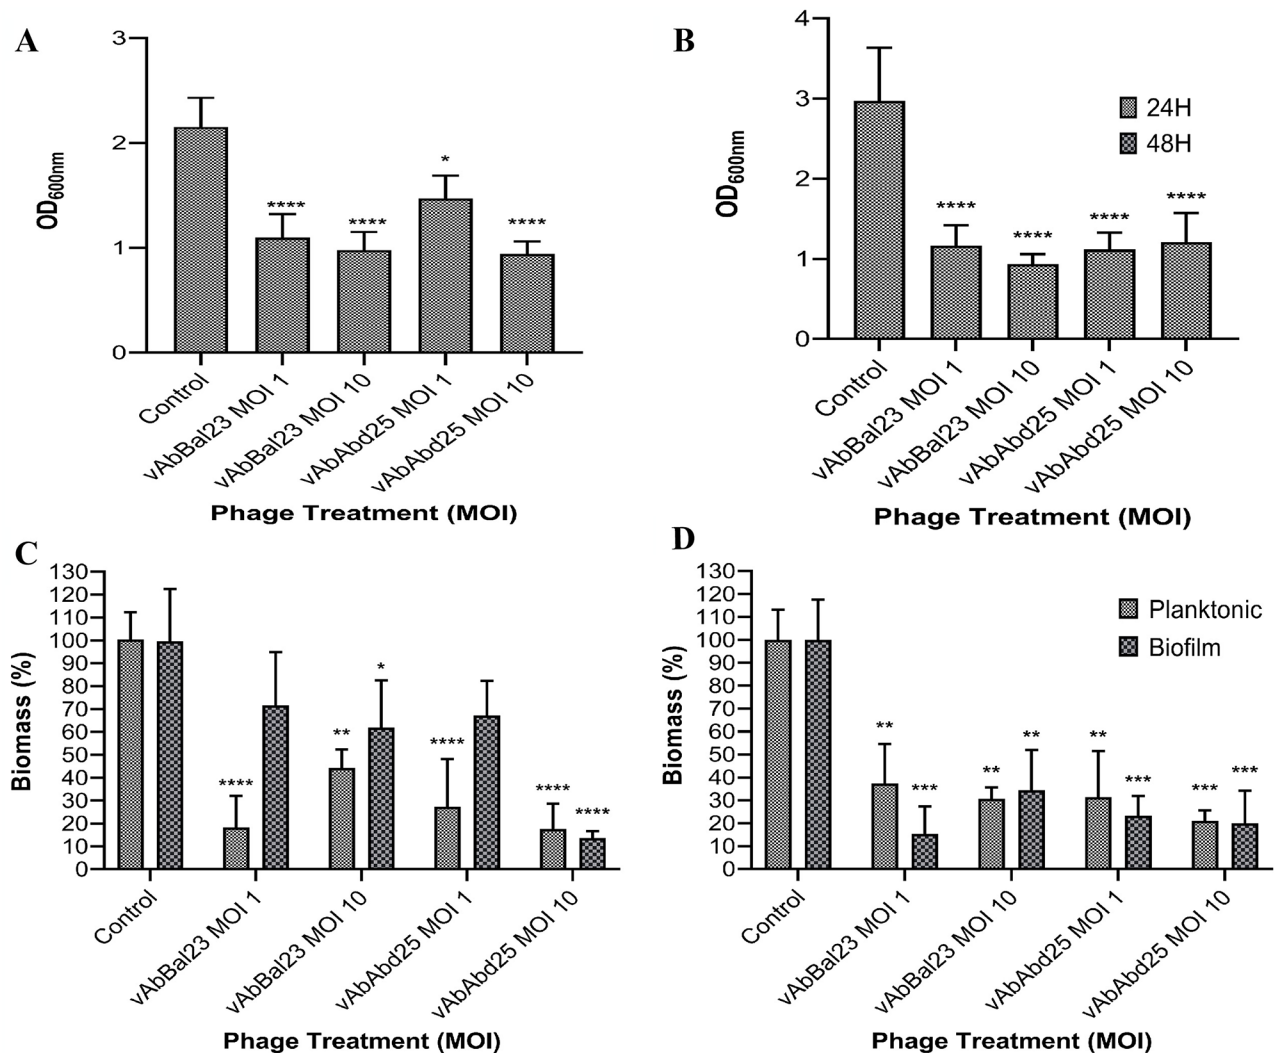 A
3
2
1
0
OD600nm
*
****
****
****
Control
vAbBal23 MOI 1
vAbBal23 MOI 10
vAbAbd25 MOI 1
vAbAbd25 MOI 10
Phage Treatment (MOI)
B
4
3
2
1
0
OD600nm
24H
48H
****
****
****
****
Control
vAbBal23 MOI 1
vAbBal23 MOI 10
vAbAbd25 MOI 1
vAbAbd25 MOI 10
Phage Treatment (MOI)
C
130
120
110
100
90
80
70
60
50
40
30
20
10
0
Biomass (%)
****
**
*
****
****
****
Control
vAbBal23 MOI 1
vAbBal23 MOI 10
vAbAbd25 MOI 1
vAbAbd25 MOI 10
Phage Treatment (MOI)
D
130
120
110
100
90
80
70
60
50
40
30
20
10
0
Biomass (%)
Planktonic
Biofilm
**
***
**
**
**
***
***
***
Control
vAbBal23 MOI 1
vAbBal23 MOI 10
vAbAbd25 MOI 1
vAbAbd25 MOI 10
Phage Treatment (MOI)